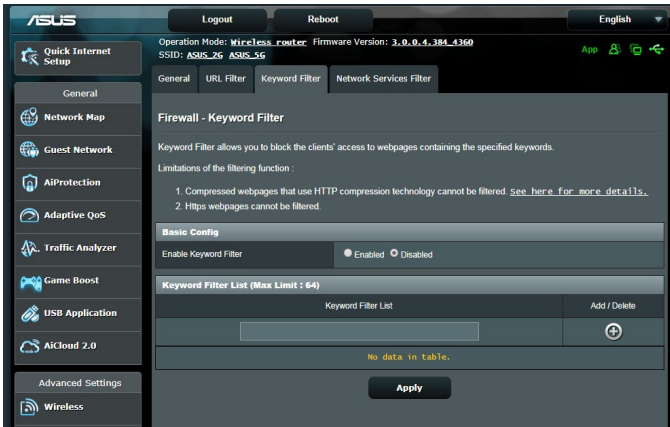 ASUS
Logout
Reboot
English
Quick Internet
Setup
Operation Mode: Wireless router Firmware Version: 3.0.0.4.384_4360
SSID: ASUS_2G ASUS_5G
App
General
URL Filter
Keyword Filter
Network Services Filter
General
Network Map
Guest Network
AiProtection
Adaptive QoS
Traffic Analyzer
Game Boost
USB Application
AiCloud 2.0
Advanced Settings
Wireless
Firewall - Keyword Filter
Keyword Filter allows you to block the clients' access to webpages containing the specified keywords.
Limitations of the filtering function :
1. Compressed webpages that use HTTP compression technology cannot be filtered. See here for more details.
2. Https webpages cannot be filtered.
Basic Config
Enable Keyword Filter
Enabled Disabled
Keyword Filter List (Max Limit : 64)
Keyword Filter List
Add / Delete
No data in table.
Apply